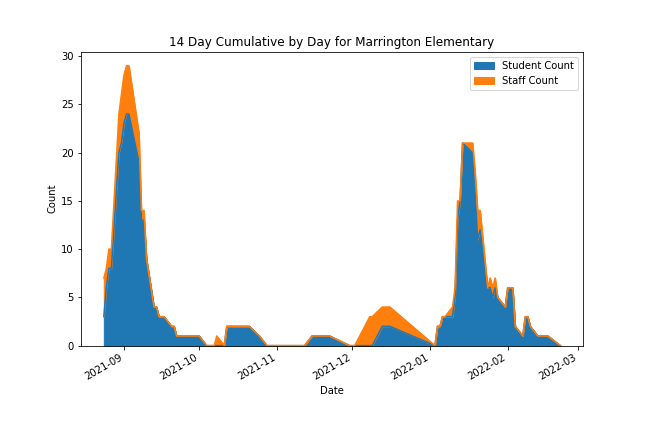 14 Day Cumulative by Day for Marrington Elementary
30
25
20
15
10
5
0
Count
Student Count
Staff Count
2021-09
2021-10
2021-11
2021-12
2022-01
2022-02
2022-03
Date